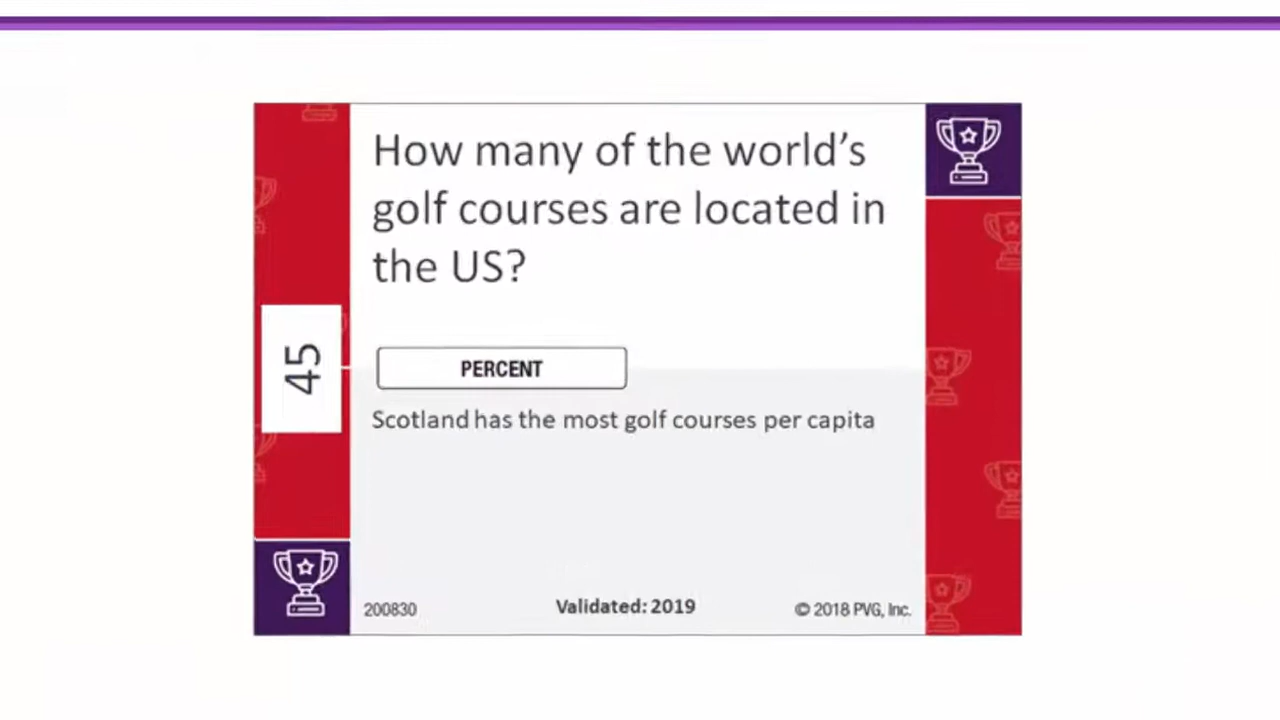 How many of the world's
golf courses are located in
the US?
45
PERCENT
Scotland has the most golf courses per capita
200830
Validated: 2019
© 2018 PVG, Inc.